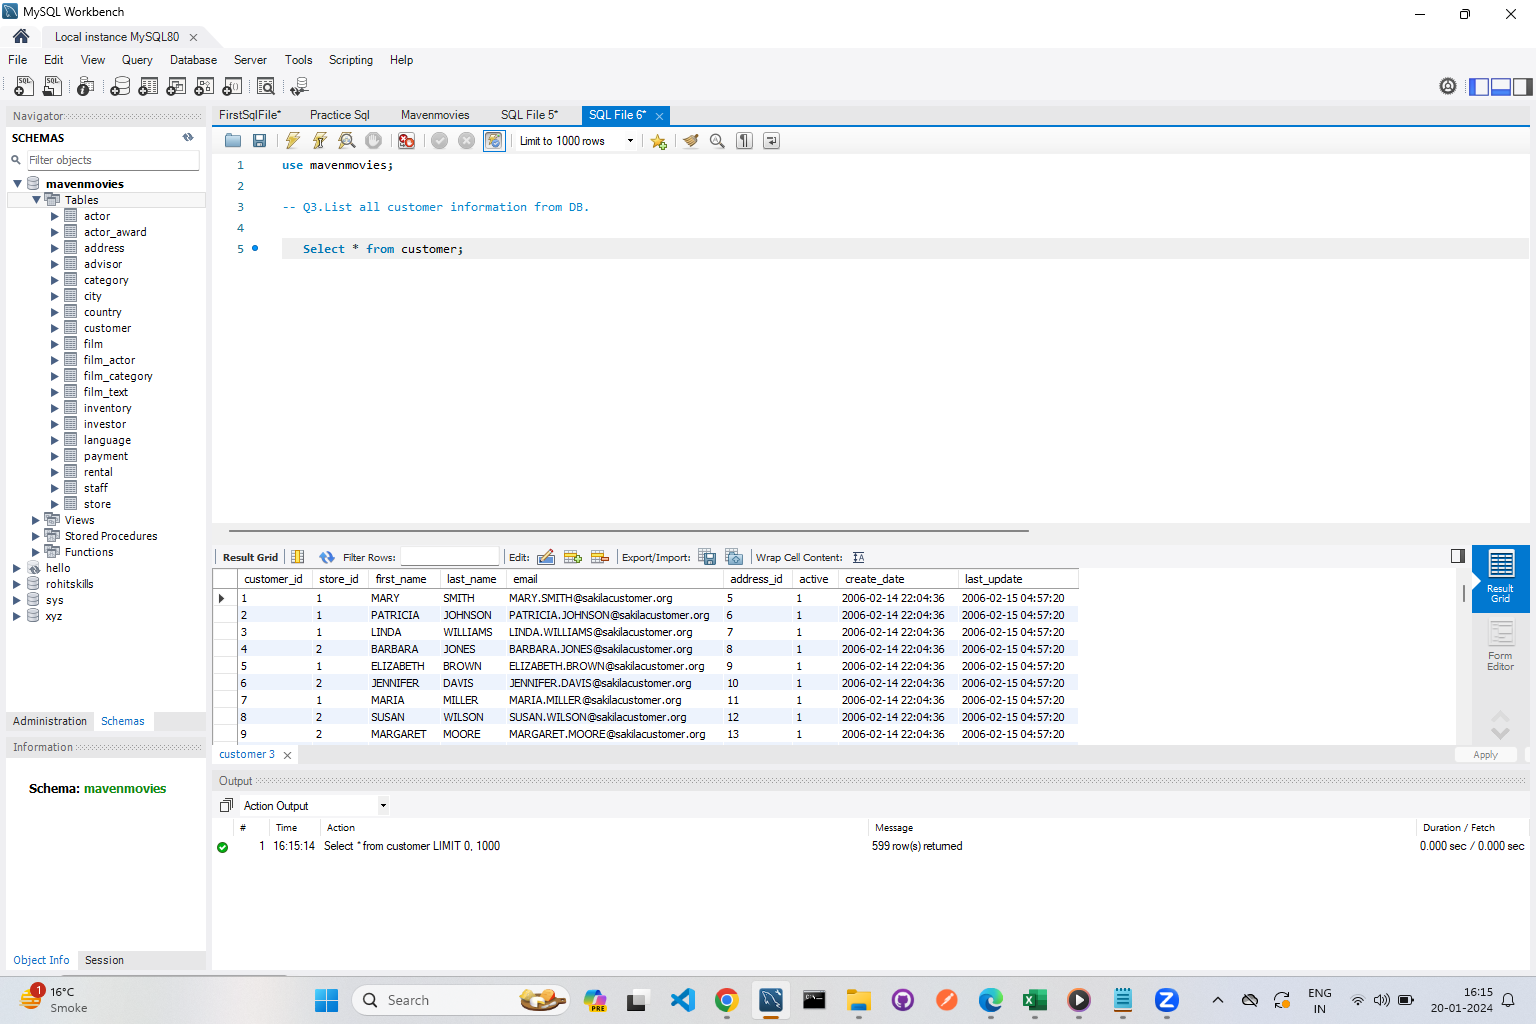 MySQL Workbench
Local instance MySQL80
File Edit View Query Database Server Tools Scripting Help
Navigator
SCHEMAS
Filter objects
mavenmovies
Tables
actor
actor_award
address
advisor
category
city
country
customer
film
film_actor
film_category
film_text
inventory
investor
language
payment
rental
staff
store
Views
Stored Procedures
Functions
hello
rohitskills
sys
xyz
Administration Schemas
Information
Schema: mavenmovies
Object Info Session
FirstSqlFile* Practice Sql Mavenmovies SQL File 5* SQL File 6*
Limit to 1000 rows
1 use mavenmovies;
2
3 -- Q3.List all customer information from DB.
4
5 Select * from customer;
Result Grid Filter Rows: Edit: Export/Import: Wrap Cell Content:
customer_id store_id first_name last_name email address_id active create_date last_update
1 1 MARY SMITH MARY.SMITH@sakilacustomer.org 5 1 2006-02-14 22:04:36 2006-02-15 04:57:20
2 1 PATRICIA JOHNSON PATRICIA.JOHNSON@sakilacustomer.org 6 1 2006-02-14 22:04:36 2006-02-15 04:57:20
3 1 LINDA WILLIAMS LINDA.WILLIAMS@sakilacustomer.org 7 1 2006-02-14 22:04:36 2006-02-15 04:57:20
4 2 BARBARA JONES BARBARA.JONES@sakilacustomer.org 8 1 2006-02-14 22:04:36 2006-02-15 04:57:20
5 1 ELIZABETH BROWN ELIZABETH.BROWN@sakilacustomer.org 9 1 2006-02-14 22:04:36 2006-02-15 04:57:20
6 2 JENNIFER DAVIS JENNIFER.DAVIS@sakilacustomer.org 10 1 2006-02-14 22:04:36 2006-02-15 04:57:20
7 1 MARIA MILLER MARIA.MILLER@sakilacustomer.org 11 1 2006-02-14 22:04:36 2006-02-15 04:57:20
8 2 SUSAN WILSON SUSAN.WILSON@sakilacustomer.org 12 1 2006-02-14 22:04:36 2006-02-15 04:57:20
9 2 MARGARET MOORE MARGARET.MOORE@sakilacustomer.org 13 1 2006-02-14 22:04:36 2006-02-15 04:57:20
Result
Grid
Form
Editor
customer 3
Apply
Output
Action Output
# Time Action Message Duration / Fetch
1 16:15:14 Select * from customer LIMIT 0, 1000 599 row(s) returned 0.000 sec / 0.000 sec
1
16°C
Smoke
Search
PRE
ENG
IN
16:15
20-01-2024